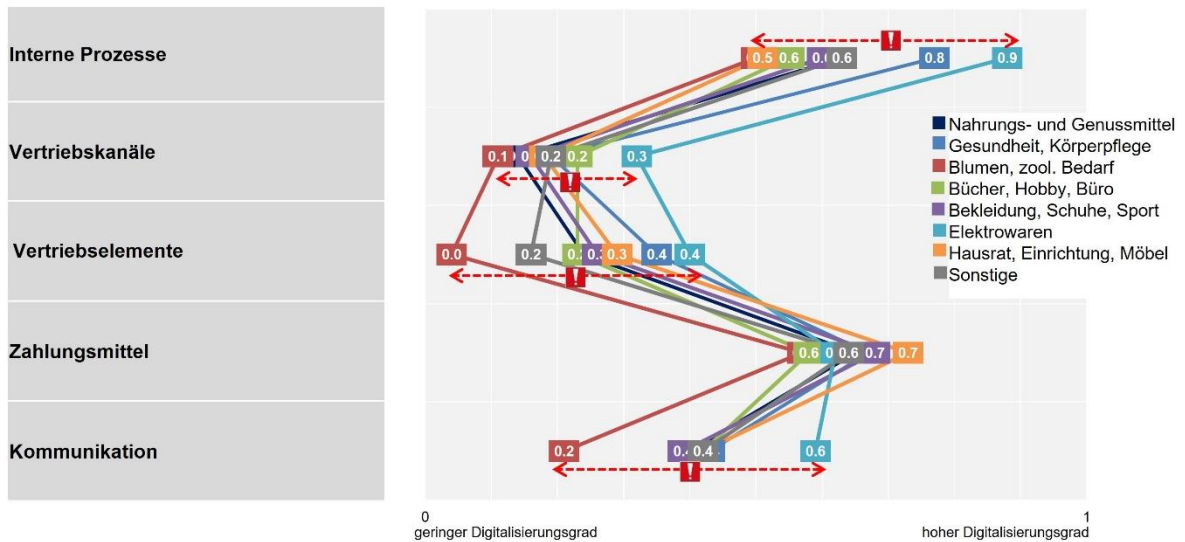 Interne Prozesse
0.5 0.6 0.6 0.8 0.9
Vertriebskanäle
0.1 0.2 0.2 0.3
Nahrungs- und Genussmittel
Gesundheit, Körperpflege
Blumen, zool. Bedarf
Bücher, Hobby, Büro
Bekleidung, Schuhe, Sport
Elektrowaren
Hausrat, Einrichtung, Möbel
Sonstige
Vertriebselemente
0.0 0.2 0.3 0.4 0.4
Zahlungsmittel
0.6 0.6 0.7 0.7
Kommunikation
0.2 0.4 0.6
0 1
geringer Digitalisierungsgrad hoher Digitalisierungsgrad